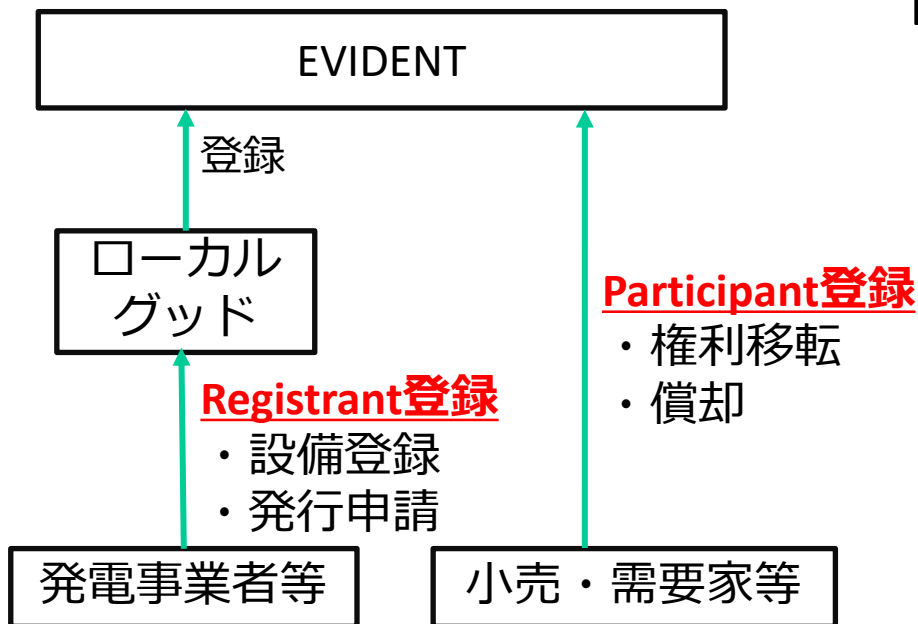 EVIDENT
登録
ローカル
グッド
Participant登録
・権利移転
・償却
Registrant登録
・設備登録
・発行申請
発電事業者等
小売・需要家等